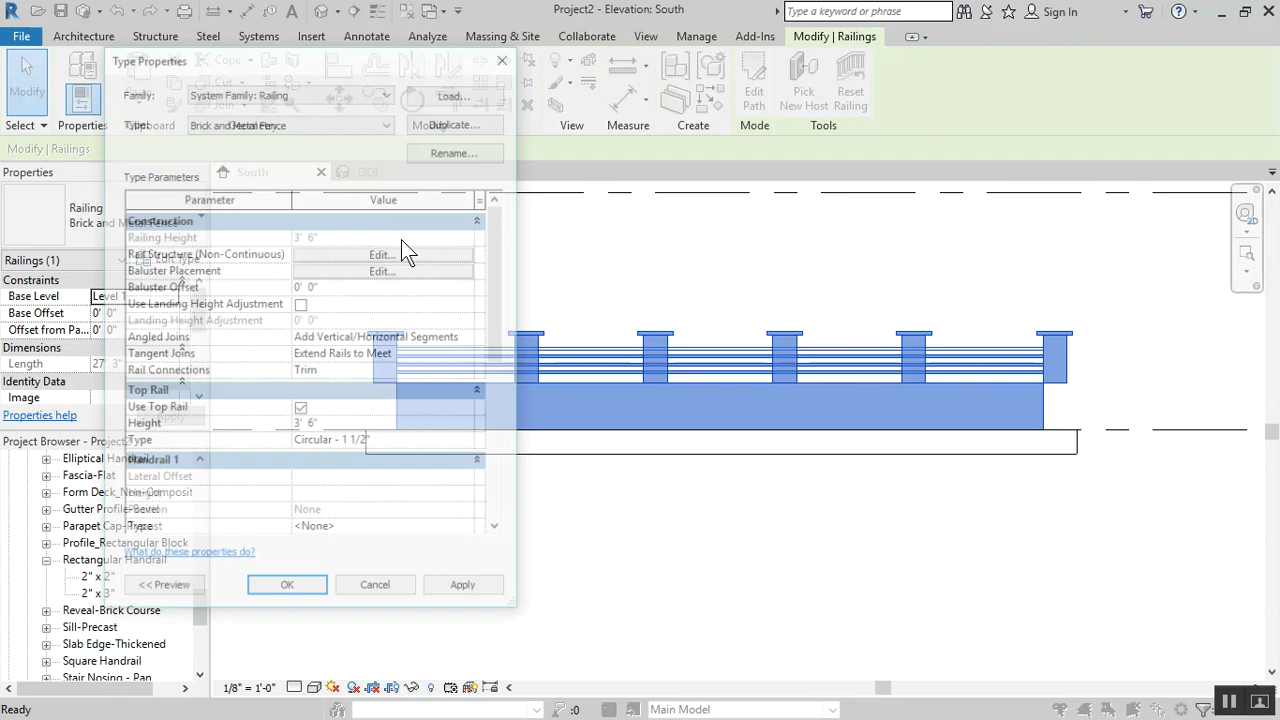 Project2 - Elevation: South
Type a keyword or phrase
Sign In
File
Architecture
Structure
Steel
Systems
Insert
Annotate
Analyze
Massing & Site
Collaborate
View
Manage
Add-Ins
Modify | Railings
Type Properties
Modify
Family:
System Family: Railing
Load...
Type:
Brick and Metal Fence
Duplicate...
Rename...
Edit Path
Pick New Host
Reset Railing
Select
Properties
View
Measure
Create
Mode
Tools
Modify | Railings
Properties
South
Type Parameters
Parameter
Value
=
Railing
Construction
Railing Height
3' 6"
Rail Structure (Non-Continuous)
Edit...
Baluster Placement
Edit...
Baluster Offset
0' 0"
Use Landing Height Adjustment
Landing Height Adjustment
0' 0"
Angled Joins
Add Vertical/Horizontal Segments
Tangent Joins
Extend Rails to Meet
Rail Connections
Trim
Top Rail
Use Top Rail
Height
3' 6"
Type
Circular - 1 1/2"
Handrail 1
Lateral Offset
None
<None>
What do these properties do?
<< Preview
OK
Cancel
Apply
Railings (1)
Edit Type
Constraints
Base Level
Level 1
Base Offset
0' 0"
Offset from Pa...
0' 0"
Dimensions
Length
Identity Data
Image
Properties help
Project Browser - Project2
Elliptical Handrail
Fascia-Flat
Form Deck_Non-Composit
Gutter Profile-Bevel
Parapet Cap-Precast
Profile_Rectangular Block
Rectangular Handrail
2" x 2"
2" x 3"
Reveal-Brick Course
Sill-Precast
Slab Edge-Thickened
Square Handrail
Stair Nosing - Pan
1/8" = 1'-0"
Ready
:0
Main Model